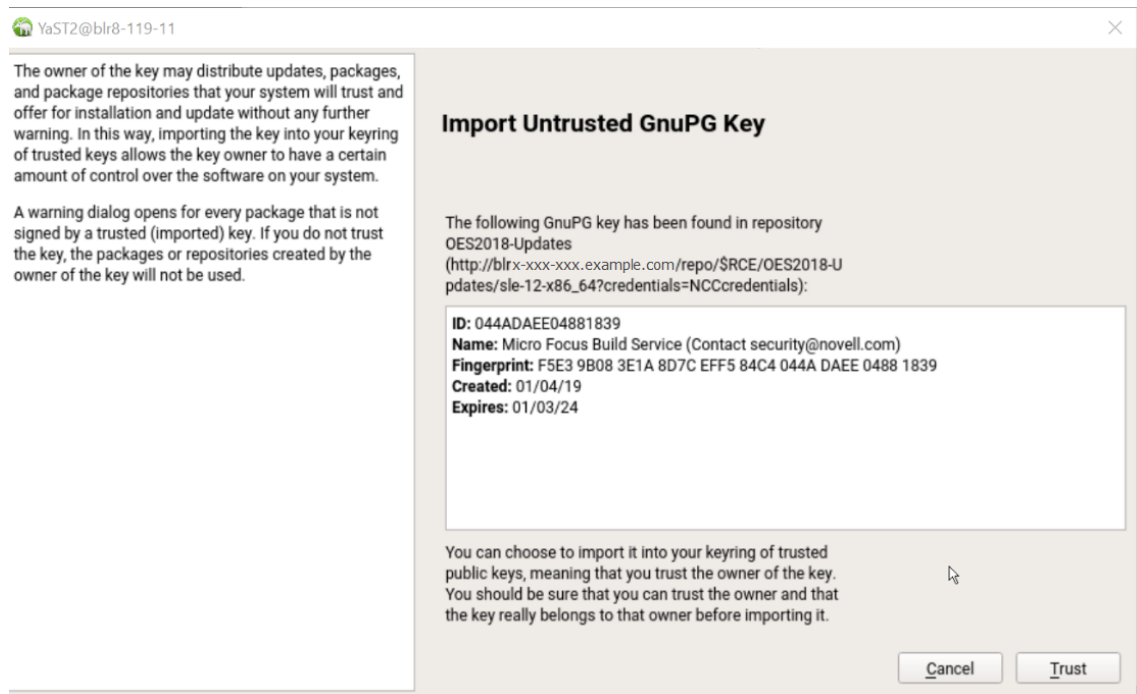 YaST2@blr8-119-11
The owner of the key may distribute updates, packages,
and package repositories that your system will trust and
offer for installation and update without any further
warning. In this way, importing the key into your keyring
of trusted keys allows the key owner to have a certain
amount of control over the software on your system.
A warning dialog opens for every package that is not
signed by a trusted (imported) key. If you do not trust
the key, the packages or repositories created by the
owner of the key will not be used.
Import Untrusted GnuPG Key
The following GnuPG key has been found in repository
OES2018-Updates
(http://blrx-xxx-xxx.example.com/repo/$RCE/OES2018-U
pdates/sle-12-x86_64?credentials=NCCcredentials):
ID: 044ADAEE04881839
Name: Micro Focus Build Service (Contact security@novell.com)
Fingerprint: F5E3 9B08 3E1A 8D7C EFF5 84C4 044A DAEE 0488 1839
Created: 01/04/19
Expires: 01/03/24
You can choose to import it into your keyring of trusted
public keys, meaning that you trust the owner of the key.
You should be sure that you can trust the owner and that
the key really belongs to that owner before importing it.
Cancel Trust